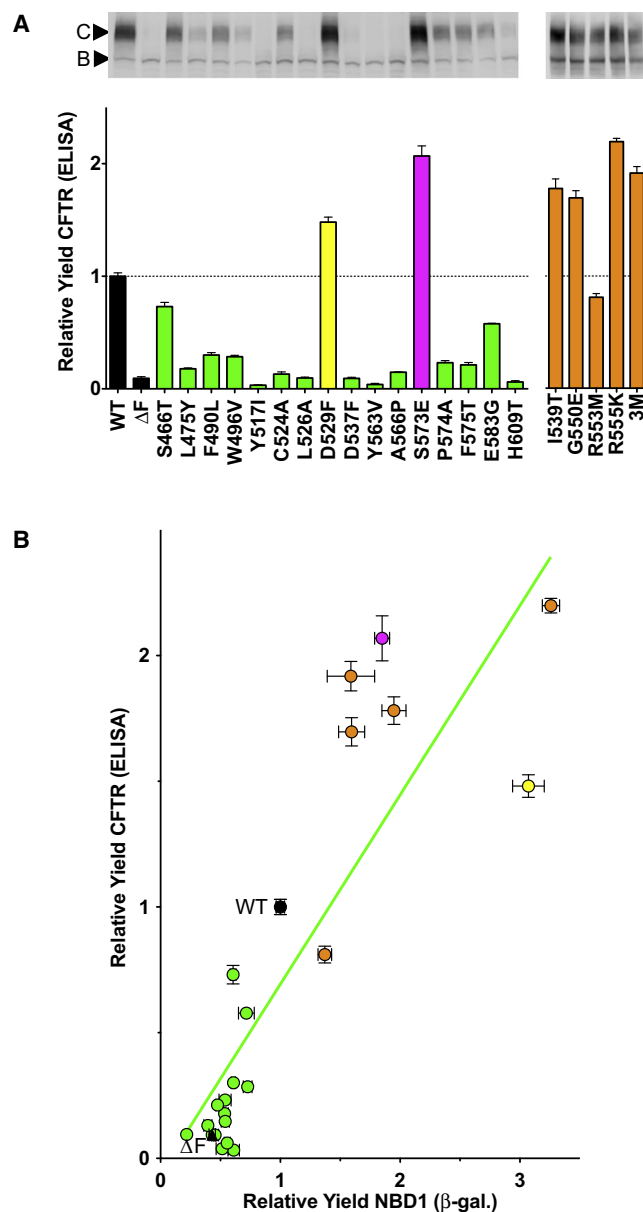 A
C
B
Relative Yield CFTR (ELISA)
2
1
0
WT
ΔF
S466T
L475Y
F490L
W496V
Y517I
C524A
L526A
D529F
D537F
Y563V
A566P
S573E
P574A
F575T
E583G
H609T
I539T
G550E
R553M
R555K
3M
B
Relative Yield CFTR (ELISA)
2
1
0
WT
ΔF
0
1
2
3
Relative Yield NBD1 (β-gal.)